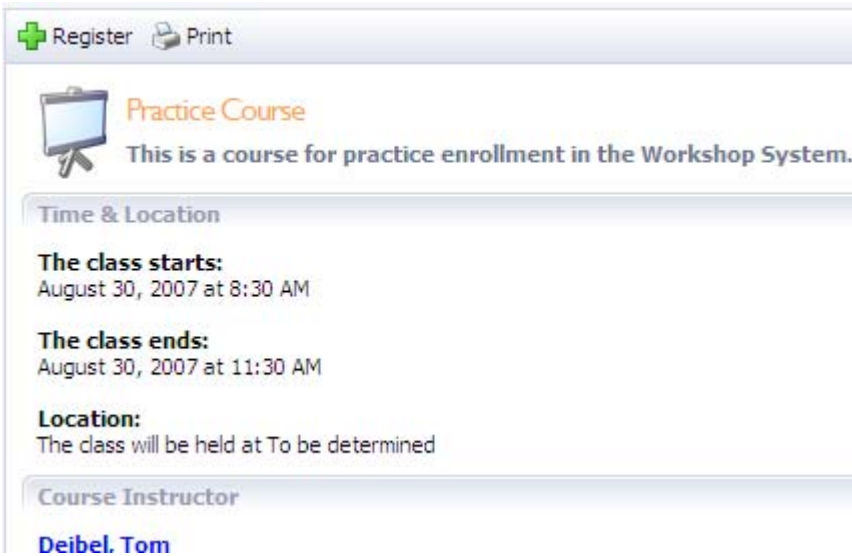 Register Print
Practice Course
This is a course for practice enrollment in the Workshop System.
Time & Location
The class starts:
August 30, 2007 at 8:30 AM
The class ends:
August 30, 2007 at 11:30 AM
Location:
The class will be held at To be determined
Course Instructor
Deibel, Tom